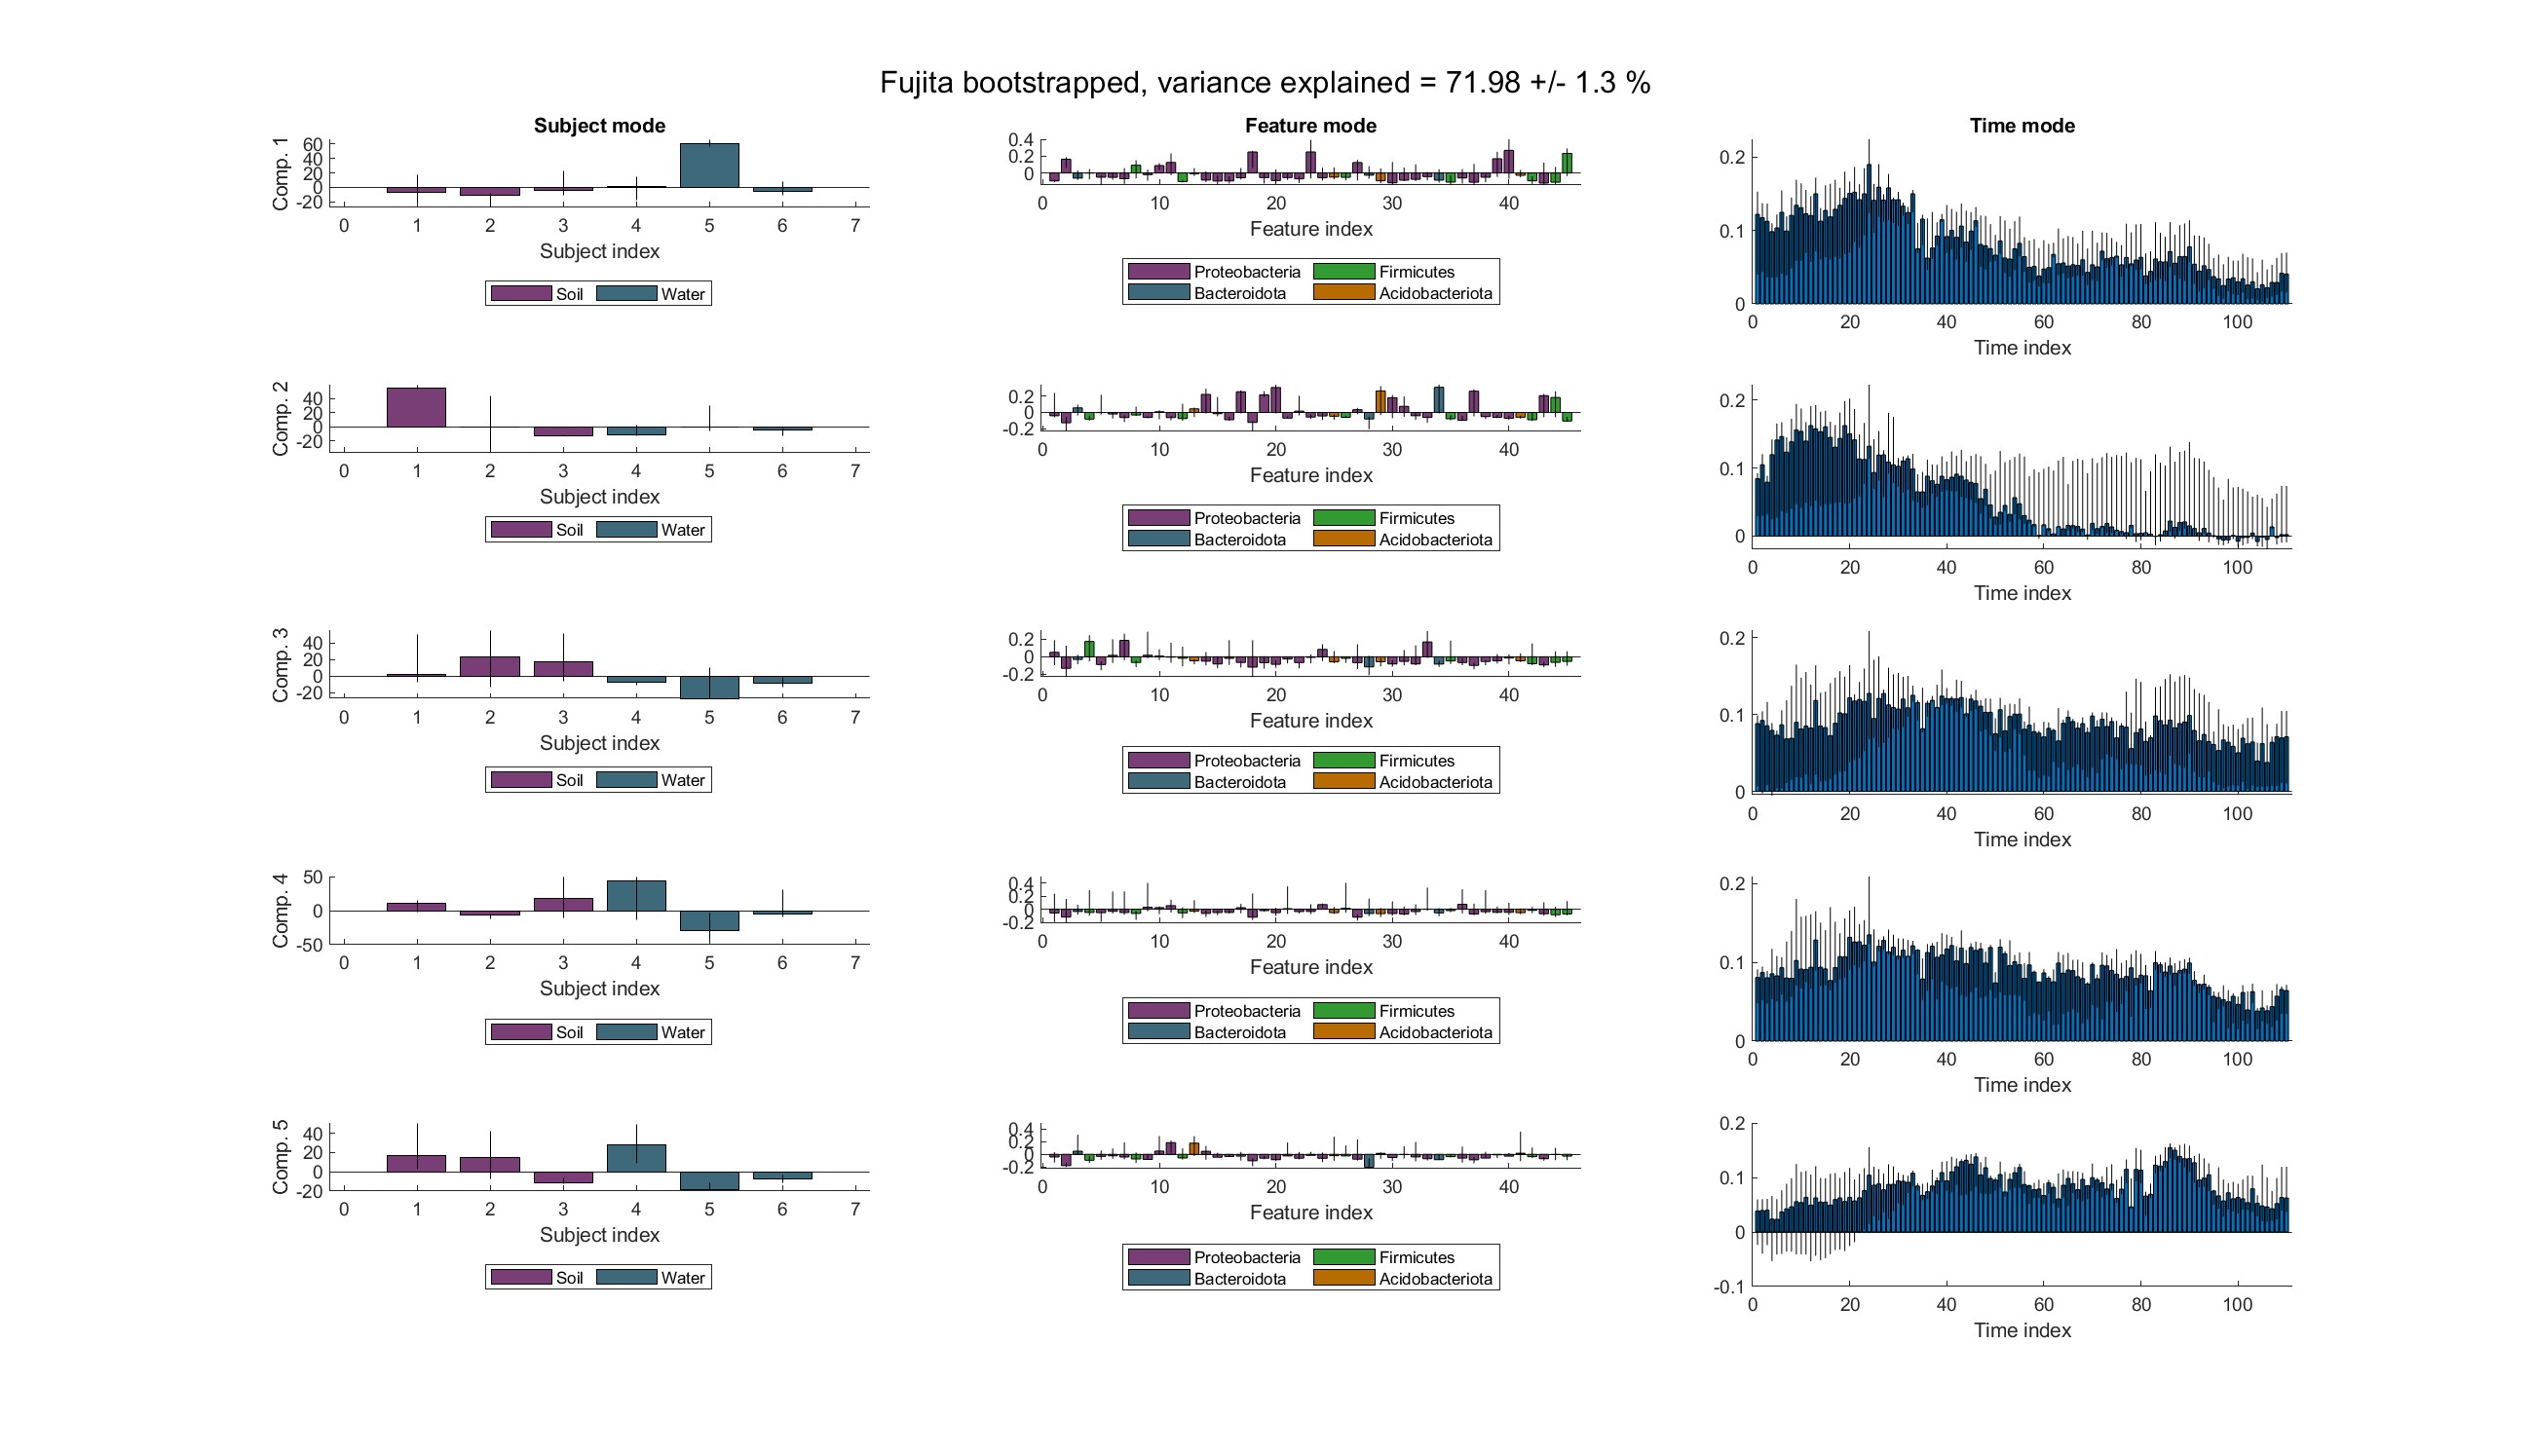 Fujita bootstrapped, variance explained = 71.98 +/- 1.3 %
Subject mode
Feature mode
Time mode
Comp. 1
60
40
20
0
-20
0 1 2 3 4 5 6 7
Subject index
Soil Water
0.4
0.2
0
0 10 20 30 40
Feature index
Proteobacteria Firmicutes
Bacteroidota Acidobacteriota
0.2
0.1
0
0 20 40 60 80 100
Time index
Comp. 2
40
20
0
-20
0 1 2 3 4 5 6 7
Subject index
Soil Water
0.2
0
-0.2
0 10 20 30 40
Feature index
Proteobacteria Firmicutes
Bacteroidota Acidobacteriota
0.2
0.1
0
0 20 40 60 80 100
Time index
Comp. 3
40
20
0
-20
0 1 2 3 4 5 6 7
Subject index
Soil Water
0.2
0
-0.2
0 10 20 30 40
Feature index
Proteobacteria Firmicutes
Bacteroidota Acidobacteriota
0.2
0.1
0
0 20 40 60 80 100
Time index
Comp. 4
50
0
-50
0 1 2 3 4 5 6 7
Subject index
Soil Water
0.4
0.2
0
-0.2
0 10 20 30 40
Feature index
Proteobacteria Firmicutes
Bacteroidota Acidobacteriota
0.2
0.1
0
0 20 40 60 80 100
Time index
Comp. 5
40
20
0
-20
0 1 2 3 4 5 6 7
Subject index
Soil Water
0.4
0.2
0
-0.2
0 10 20 30 40
Feature index
Proteobacteria Firmicutes
Bacteroidota Acidobacteriota
0.2
0.1
0
-0.1
0 20 40 60 80 100
Time index